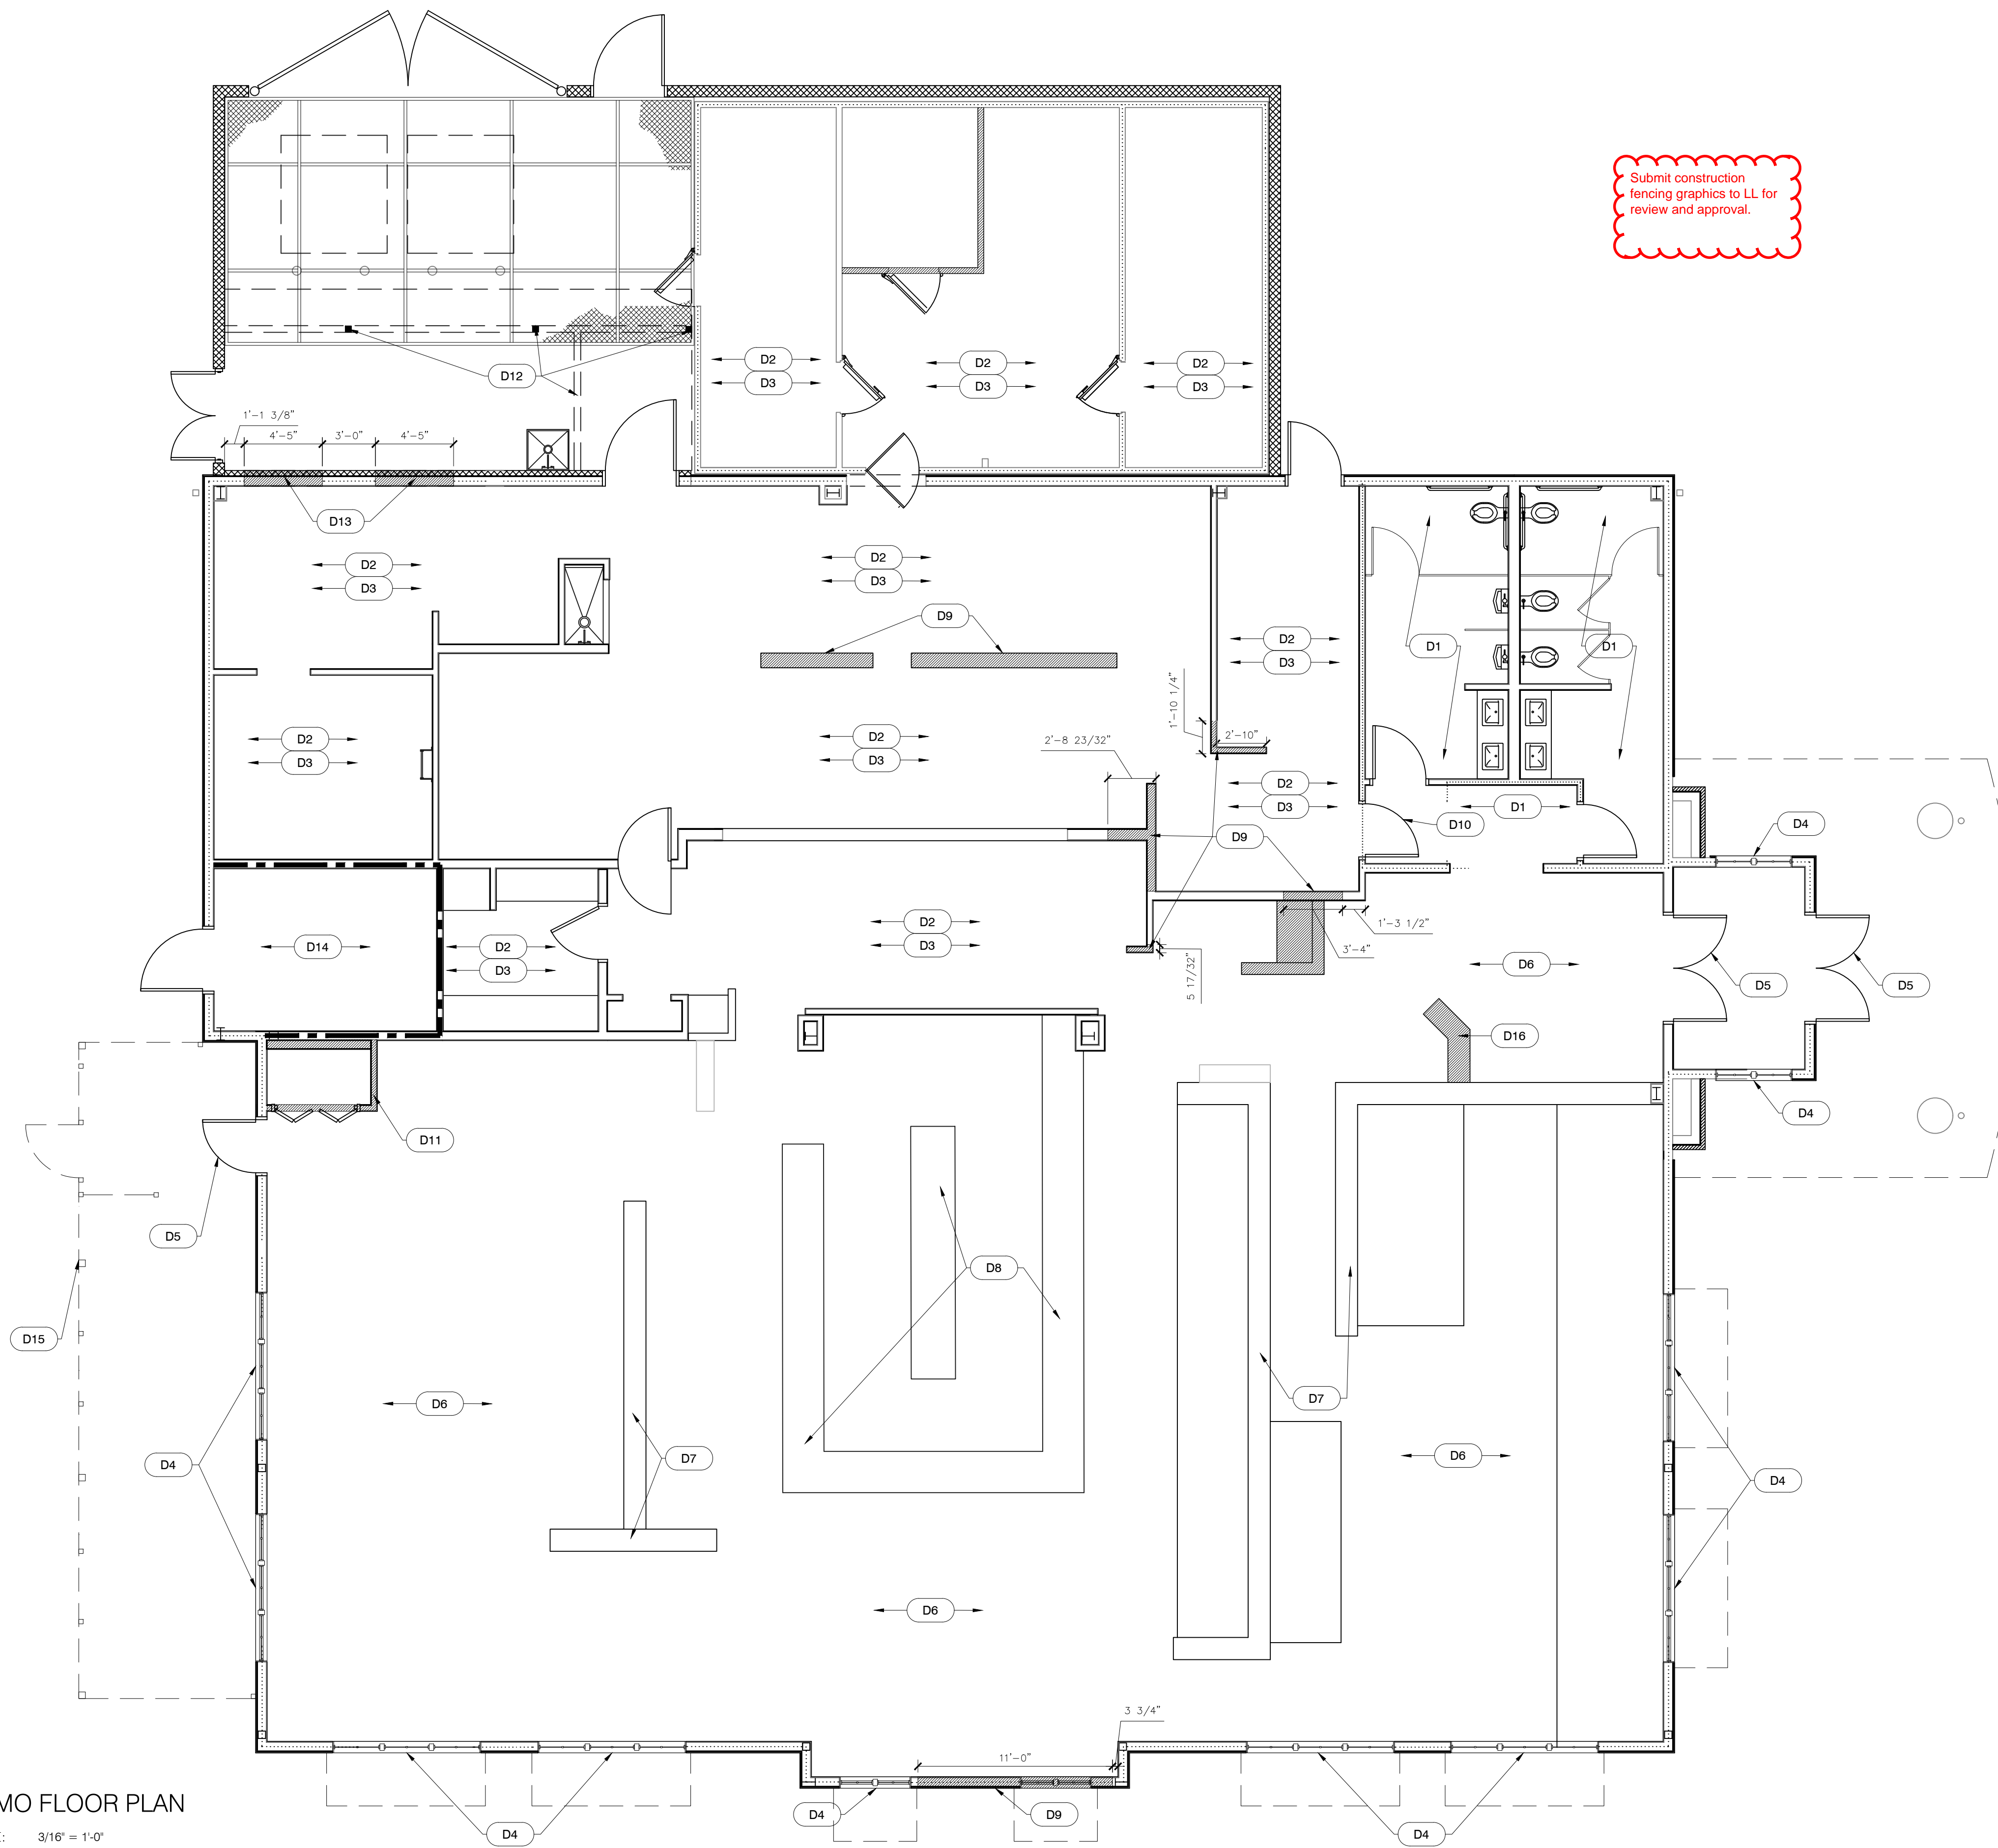 Submit construction
fencing graphics to LL for
review and approval.
D2
D3
D2
D3
D2
D3
D12
1'-1 3/8"
4'-5"
3'-0"
4'-5"
D13
D2
D3
D2
D3
D9
D2
D3
D1
D1
1'-10 1/4"
2'-10"
2'-8 23/32"
D2
D3
D2
D3
D2
D3
D1
D10
D9
D4
D2
D3
1'-3 1/2"
3'-4"
5 17/32"
D14
D2
D3
D6
D5
D5
D16
D4
D11
D5
D8
D15
D6
D7
D7
D6
D4
D4
D6
3 3/4"
11'-0"
D4
D9
D4
D4
MO FLOOR PLAN
: 3/16" = 1'-0"